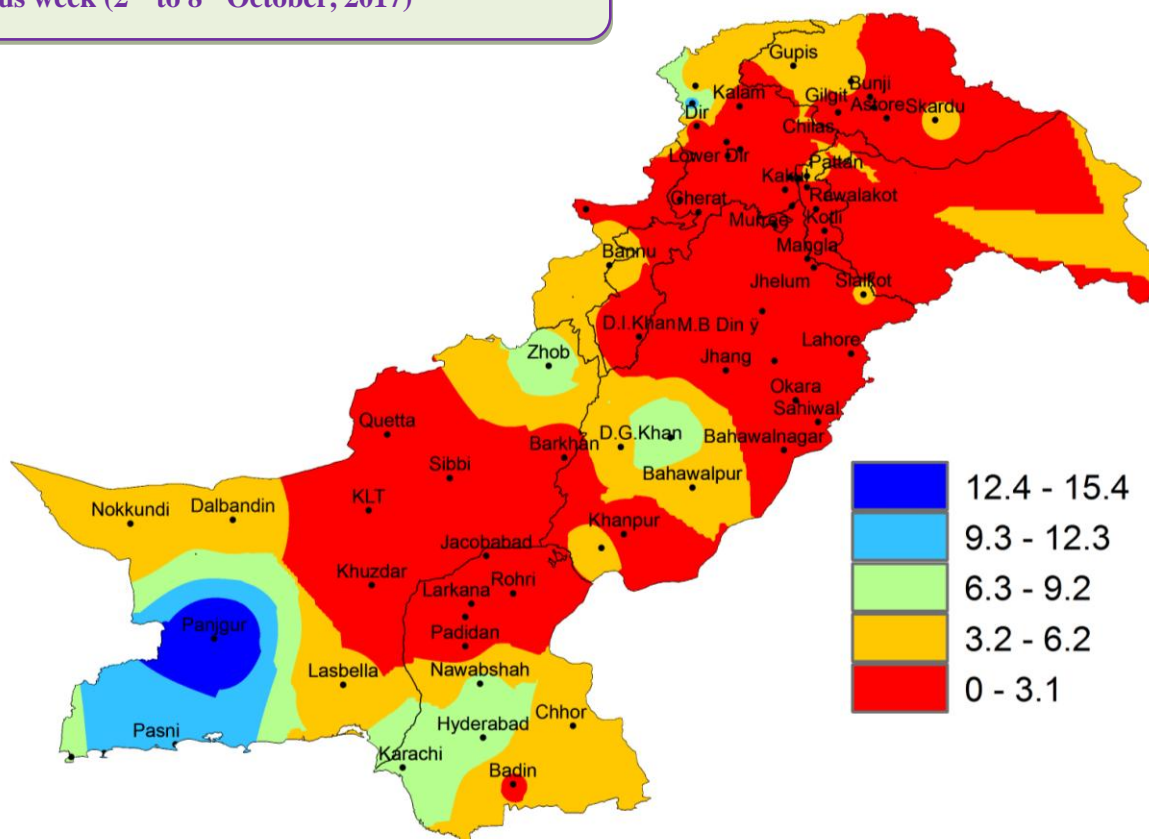 us week (2 to 8 October, 2017)
Gupis
Bunji
Kalam
Gilgit
Astore
Skardu
Dir
Chilas
Lower Dir
Pattan
Kakul
Rawalakot
Cherat
Murree
Kotli
Bannu
Mangla
Jhelum
Sialkot
D.I.Khan
M.B Din ÿ
Lahore
Zhob
Jhang
Okara
Sahiwal
Quetta
Barkhan
D.G.Khan
Bahawalnagar
Sibbi
Bahawalpur
12.4 - 15.4
Nokkundi
Dalbandin
KLT
Khanpur
9.3 - 12.3
Jacobabad
6.3 - 9.2
Khuzdar
Larkana
Rohri
Panjgur
Padidan
3.2 - 6.2
Lasbella
Nawabshah
0 - 3.1
Pasni
Hyderabad
Chhor
Karachi
Badin